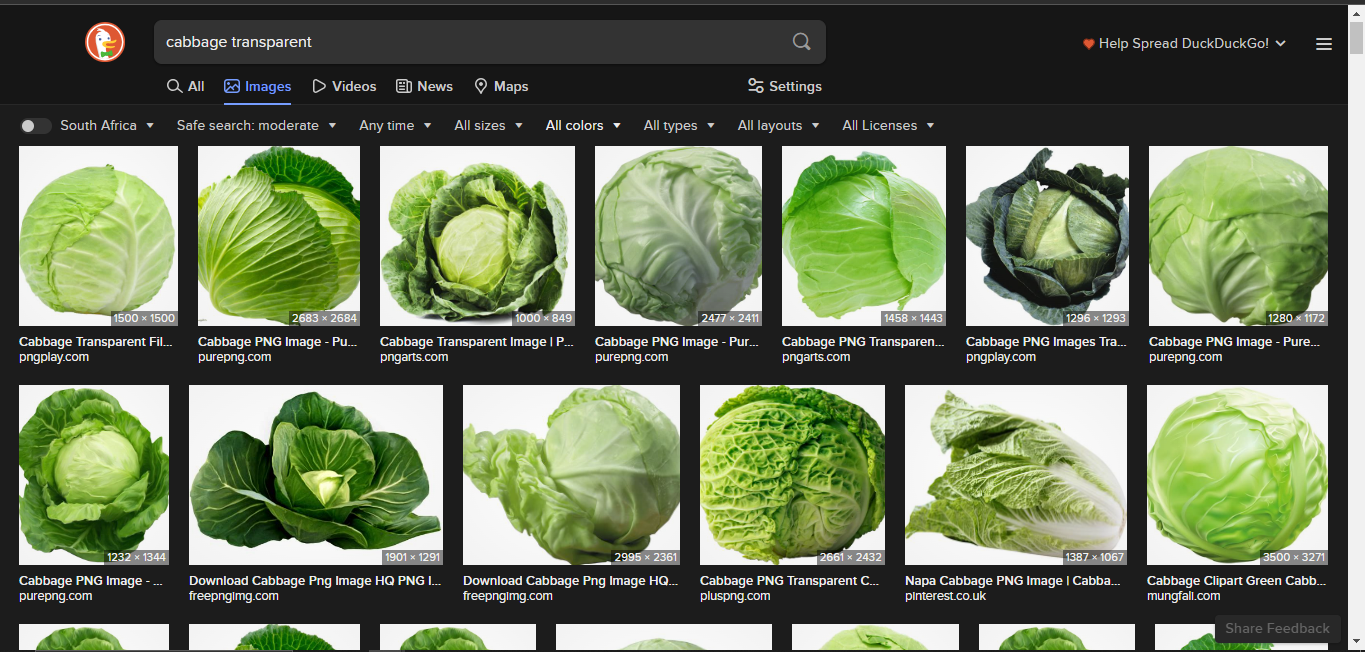 cabbage transparent
Help Spread DuckDuckGo!
All Images Videos News Maps Settings
South Africa Safe search: moderate Any time All sizes All colors All types All layouts All Licenses
1500 × 1500 2683 × 2684 1000 × 849 2477 × 2411 1458 × 1443 1296 × 1293 1280 × 1172
Cabbage Transparent Fil... Cabbage PNG Image - Pu... Cabbage Transparent Image | P... Cabbage PNG Image - Pur... Cabbage PNG Transparen... Cabbage PNG Images Tra... Cabbage PNG Image - Pure...
pngplay.com purepng.com pngarts.com purepng.com pngarts.com pngplay.com purepng.com
1232 × 1344 1901 × 1291 2995 × 2361 2661 × 2432 1387 × 1067 3500 × 3271
Cabbage PNG Image - ... Download Cabbage Png Image HQ PNG I... Download Cabbage Png Image HQ... Cabbage PNG Transparent C... Napa Cabbage PNG Image | Cabba... Cabbage Clipart Green Cabb...
purepng.com freepngimg.com freepngimg.com pluspng.com pinterest.co.uk mungfali.com
Share Feedback